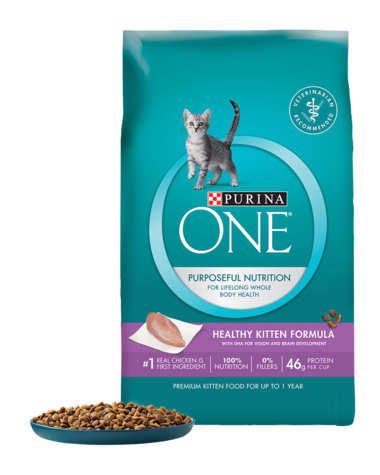 VETERINARIAN
RECOMMENDED
PURINA
ONE®
PURPOSEFUL NUTRITION
FOR LIFELONG WHOLE
BODY HEALTH
HEALTHY KITTEN FORMULA
WITH DHA FOR VISION AND BRAIN DEVELOPMENT
#1 REAL CHICKEN IS
FIRST INGREDIENT
100%
NUTRITION
0%
FILLERS
46g PROTEIN
PER CUP
PREMIUM KITTEN FOOD FOR UP TO 1 YEAR